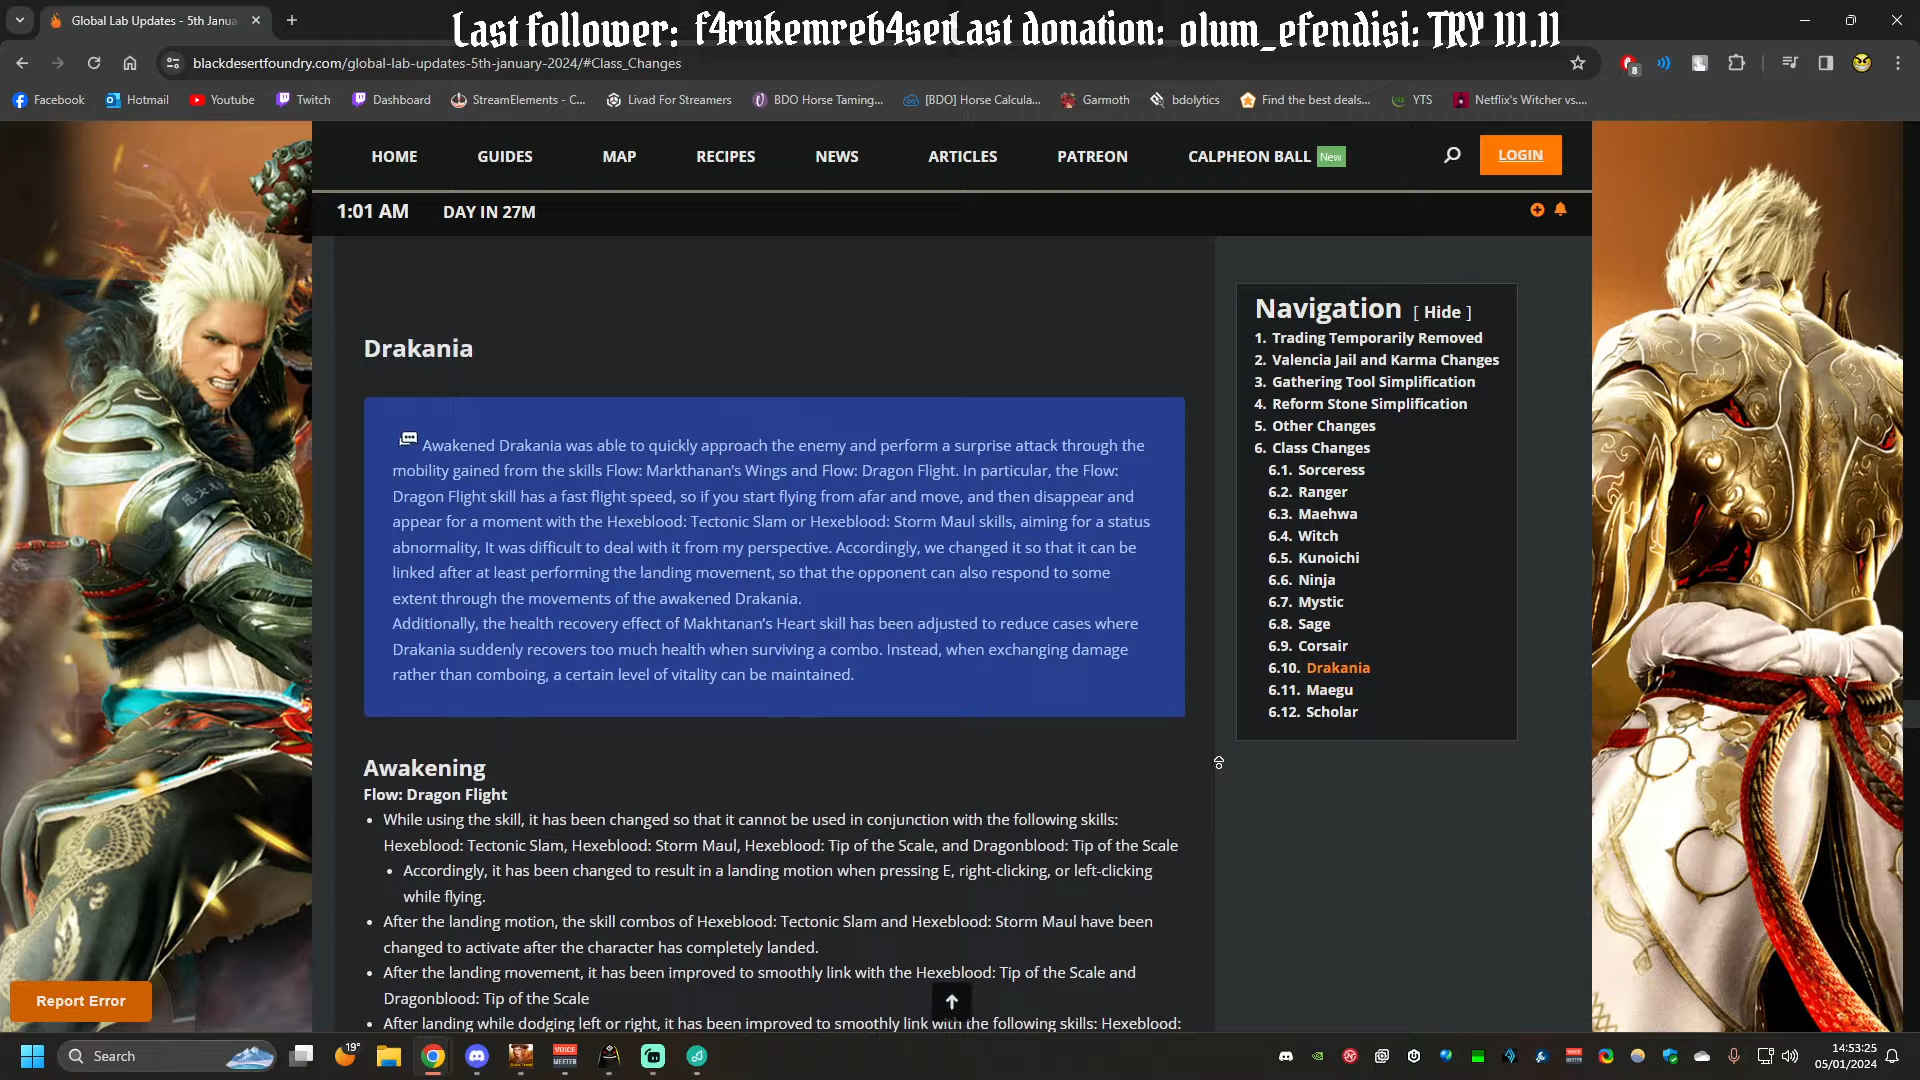 Global Lab Updates - 5th Janua
Last follower: f4rukemreb4ser
Last donation: olum_efendisi: TRY 111.11
blackdesertfoundry.com/global-lab-updates-5th-january-2024/#Class_Changes
8
Facebook
Hotmail
Youtube
Twitch
Dashboard
StreamElements - C...
Livad For Streamers
BDO Horse Taming...
[BDO] Horse Calcula...
Garmoth
bdolytics
Find the best deals...
YTS
Netflix's Witcher vs....
HOME
GUIDES
MAP
RECIPES
NEWS
ARTICLES
PATREON
CALPHEON BALL New
LOGIN
1:01 AM
DAY IN 27M
Drakania
Awakened Drakania was able to quickly approach the enemy and perform a surprise attack through the
mobility gained from the skills Flow: Markthanan's Wings and Flow: Dragon Flight. In particular, the Flow:
Dragon Flight skill has a fast flight speed, so if you start flying from afar and move, and then disappear and
appear for a moment with the Hexeblood: Tectonic Slam or Hexeblood: Storm Maul skills, aiming for a status
abnormality, It was difficult to deal with it from my perspective. Accordingly, we changed it so that it can be
linked after at least performing the landing movement, so that the opponent can also respond to some
extent through the movements of the awakened Drakania.
Additionally, the health recovery effect of Makhtanan's Heart skill has been adjusted to reduce cases where
Drakania suddenly recovers too much health when surviving a combo. Instead, when exchanging damage
rather than comboing, a certain level of vitality can be maintained.
Awakening
Flow: Dragon Flight
• While using the skill, it has been changed so that it cannot be used in conjunction with the following skills:
Hexeblood: Tectonic Slam, Hexeblood: Storm Maul, Hexeblood: Tip of the Scale, and Dragonblood: Tip of the Scale
• Accordingly, it has been changed to result in a landing motion when pressing E, right-clicking, or left-clicking
while flying.
• After the landing motion, the skill combos of Hexeblood: Tectonic Slam and Hexeblood: Storm Maul have been
changed to activate after the character has completely landed.
• After the landing movement, it has been improved to smoothly link with the Hexeblood: Tip of the Scale and
Dragonblood: Tip of the Scale
• After landing while dodging left or right, it has been improved to smoothly link with the following skills: Hexeblood:
Navigation [ Hide ]
1. Trading Temporarily Removed
2. Valencia Jail and Karma Changes
3. Gathering Tool Simplification
4. Reform Stone Simplification
5. Other Changes
6. Class Changes
6.1. Sorceress
6.2. Ranger
6.3. Maehwa
6.4. Witch
6.5. Kunoichi
6.6. Ninja
6.7. Mystic
6.8. Sage
6.9. Corsair
6.10. Drakania
6.11. Maegu
6.12. Scholar
Report Error
Search
19°
VOICE
MEETER
14:53:25
05/01/2024